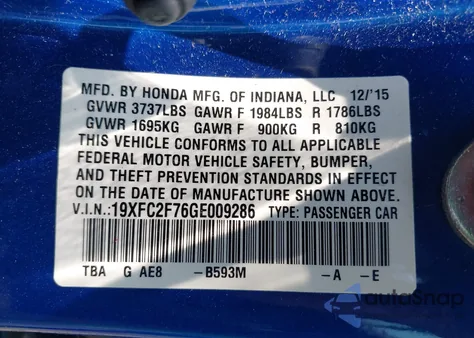 MFD. BY HONDA MFG. OF INDIANA, LLC 12/'15
GVWR 3737LBS GAWR F 1984LBS R 1786LBS
GVWR 1695KG GAWR F 900KG R 810KG
THIS VEHICLE CONFORMS TO ALL APPLICABLE
FEDERAL MOTOR VEHICLE SAFETY, BUMPER,
AND THEFT PREVENTION STANDARDS IN EFFECT
ON THE DATE OF MANUFACTURE SHOWN ABOVE.
V.I.N.:19XFC2F76GE009286 TYPE: PASSENGER CAR
TBA G AE8 -B593M -A -E
autoSnap